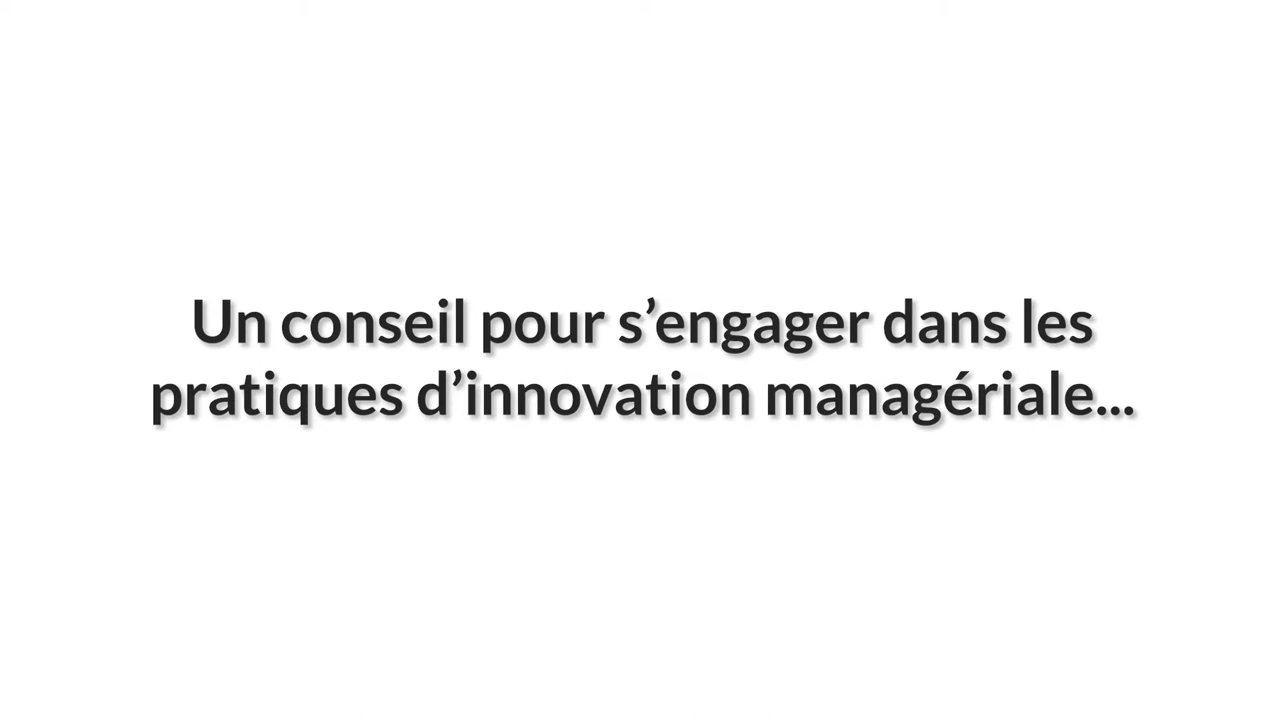 Un conseil pour s’engager dans les
pratiques d’innovation managériale...